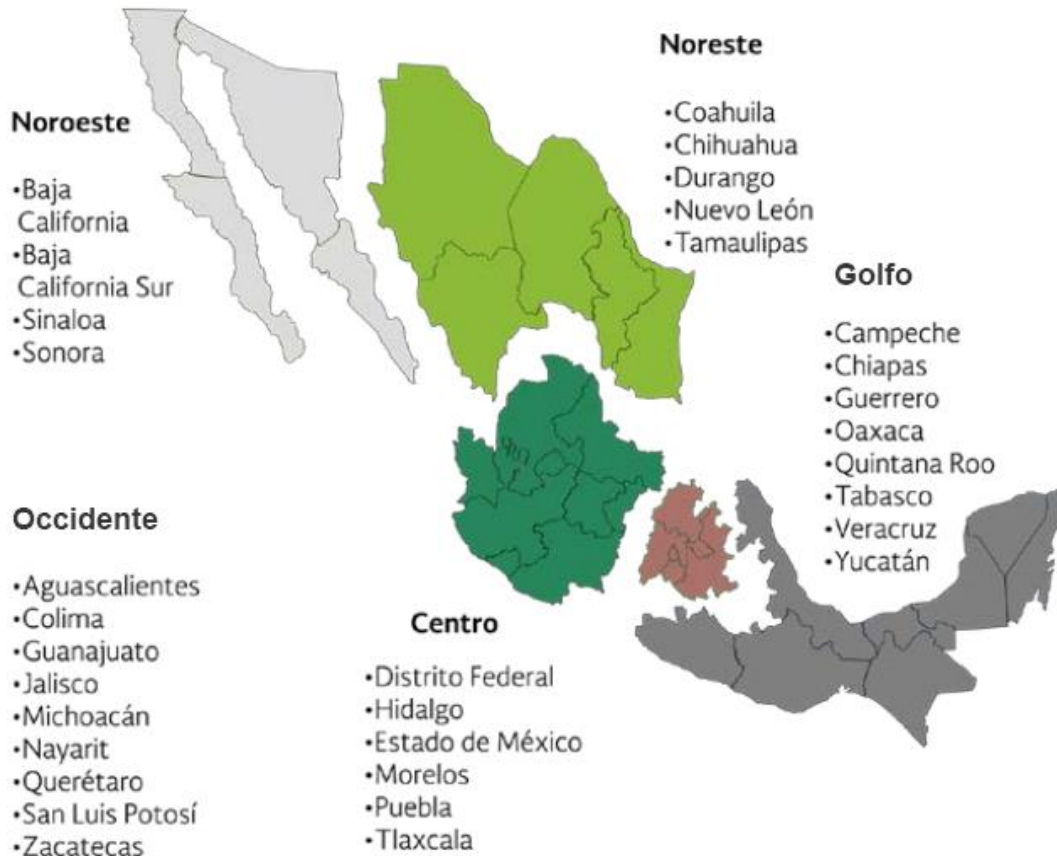 Noroeste
•Baja
California
•Baja
California Sur
•Sinaloa
•Sonora
Noreste
•Coahuila
•Chihuahua
•Durango
•Nuevo León
•Tamaulipas
Golfo
•Campeche
•Chiapas
•Guerrero
•Oaxaca
•Quintana Roo
•Tabasco
•Veracruz
•Yucatán
Occidente
•Aguascalientes
•Colima
•Guanajuato
•Jalisco
•Michoacán
•Nayarit
•Querétaro
•San Luis Potosí
•Zacatecas
Centro
•Distrito Federal
•Hidalgo
•Estado de México
•Morelos
•Puebla
•Tlaxcala